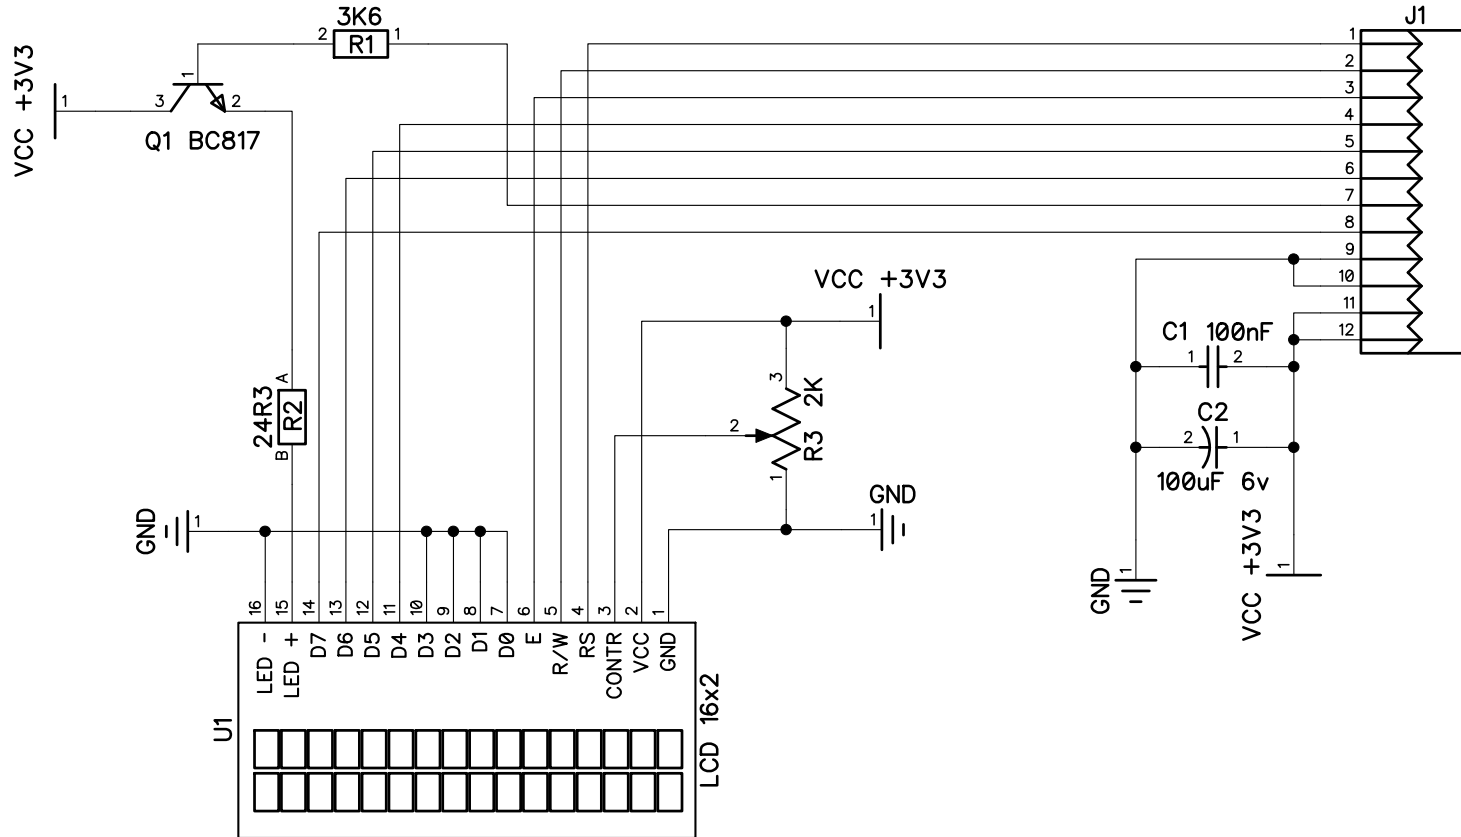 3K6
2 R1 1
J1
1
2
3
4
5
6
7
8
9
10
11
12
VCC +3V3
1
1
3
2
Q1 BC817
VCC +3V3
1
3
2K
2
R3
1
GND
1
C1 100nF
1 2
C2
2 1
100uF 6v
GND
1
VCC +3V3
1
A
24R3
R2
B
GND
1
16 15 14 13 12 11 10 9 8 7 6 5 4 3 2 1
LED -
LED +
D7
D6
D5
D4
D3
D2
D1
D0
E
R/W
RS
CONTR
VCC
GND
U1
LCD 16x2